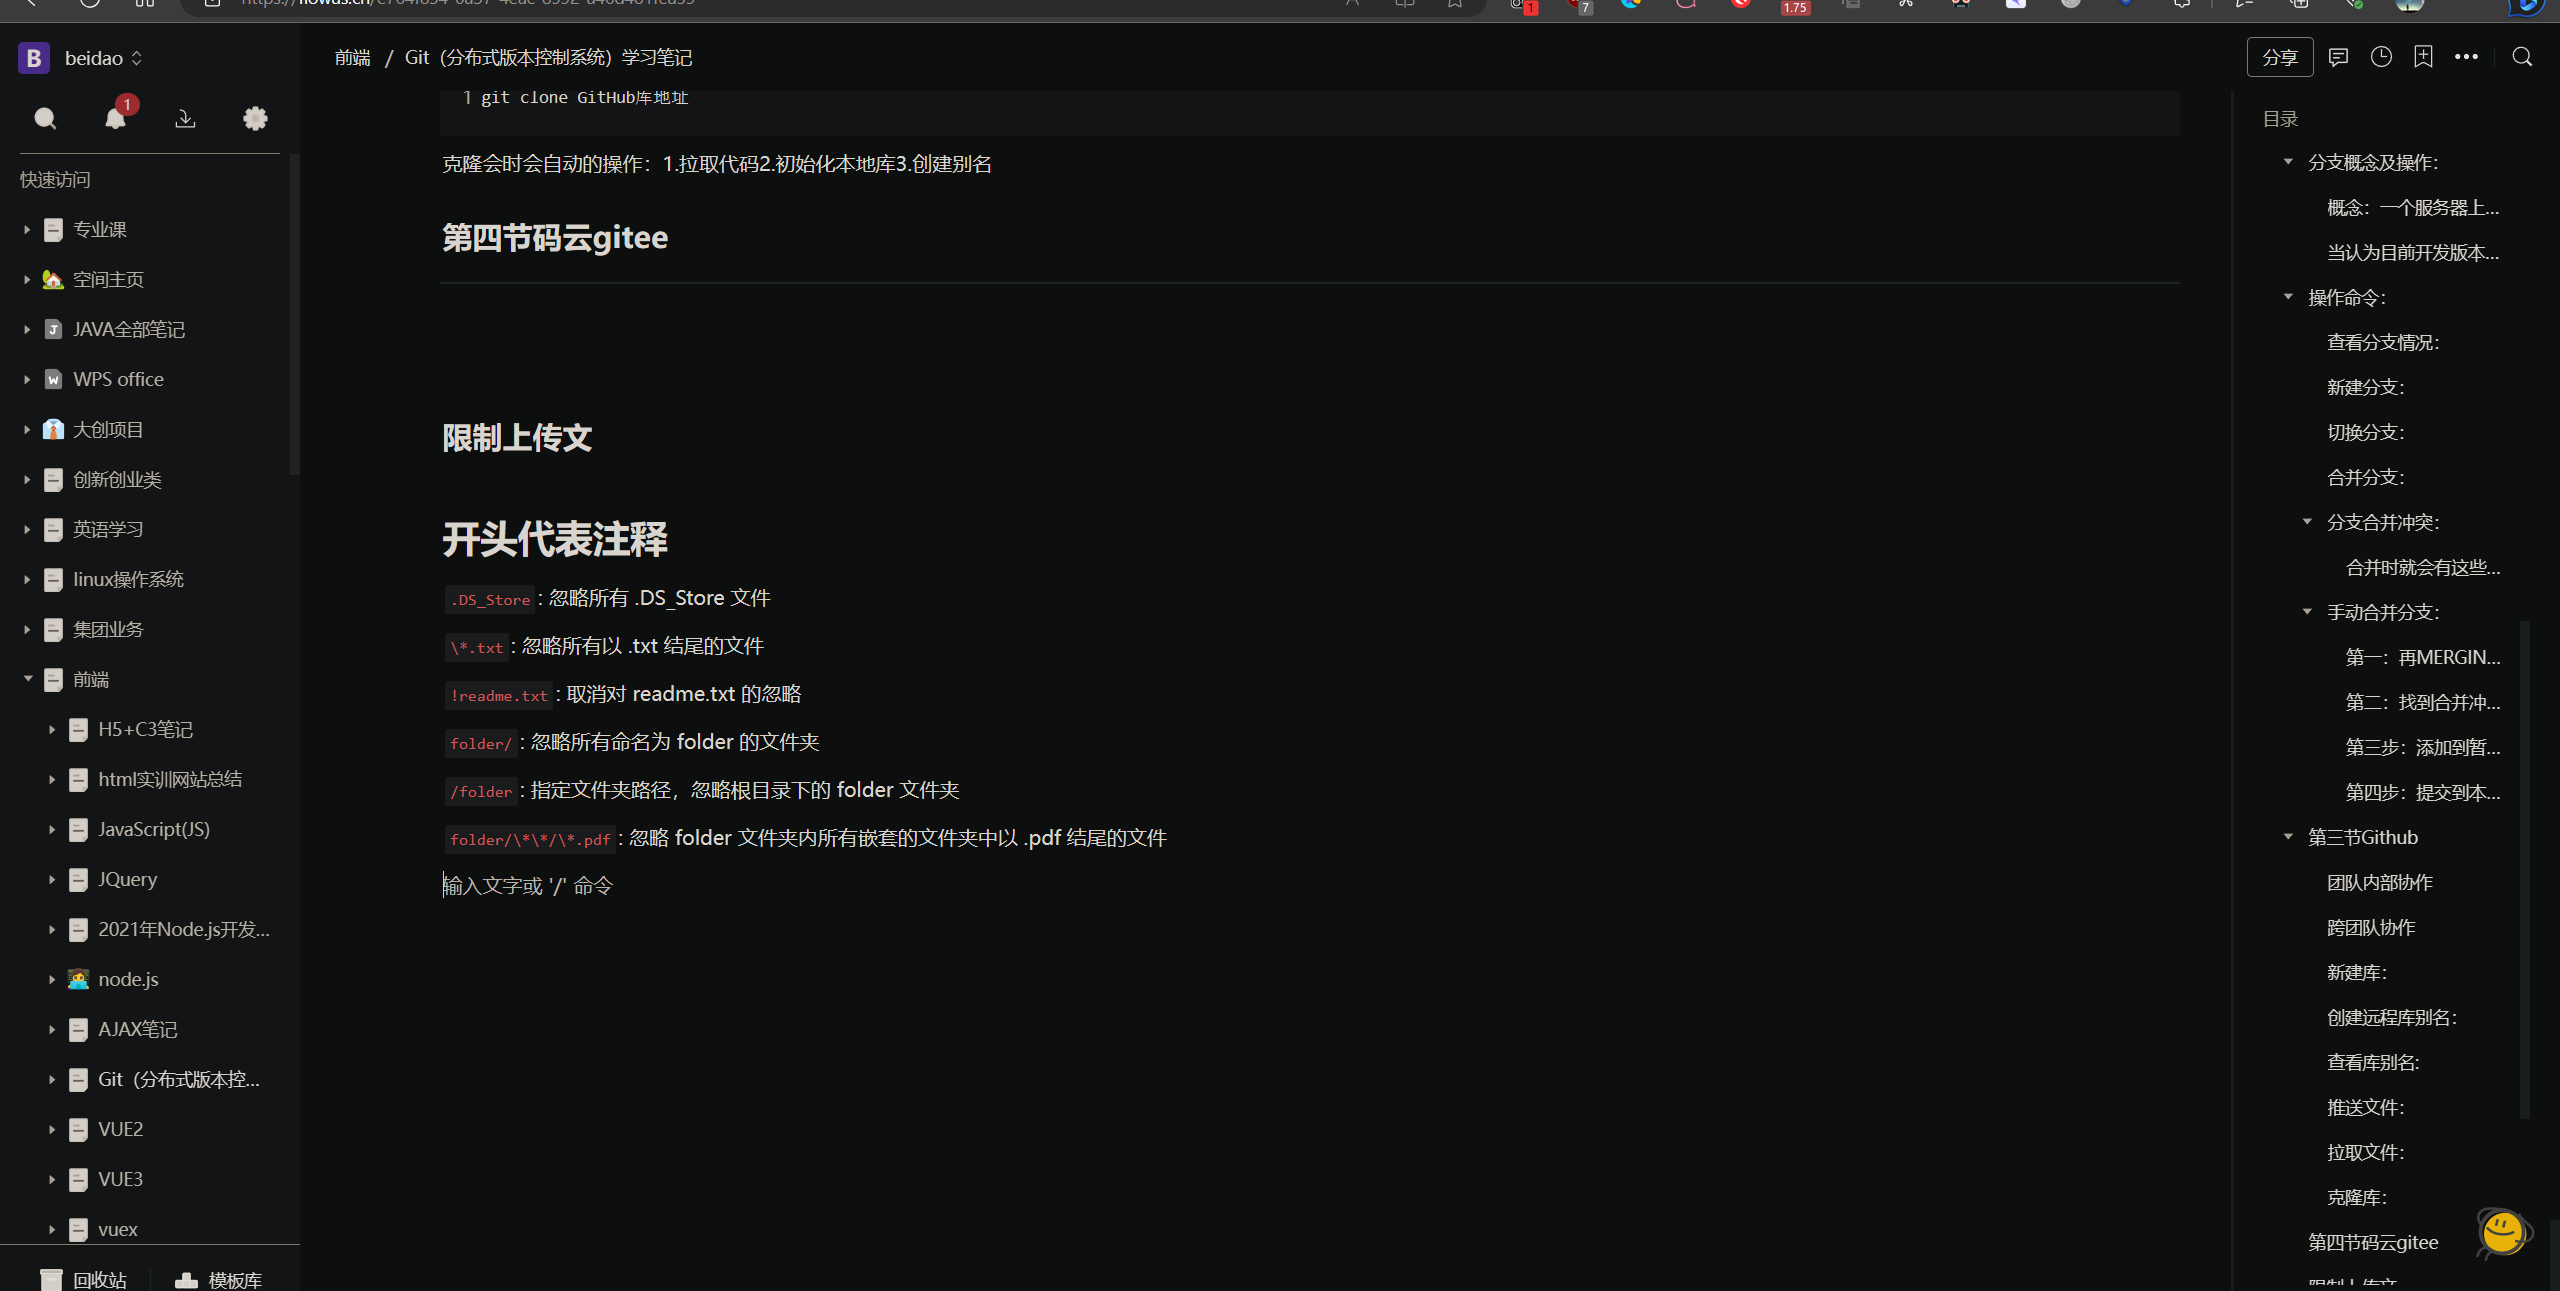 1
7
1.75
B beidao
1
快速访问
专业课
空间主页
JAVA全部笔记
WPS office
大创项目
创新创业类
英语学习
linux操作系统
集团业务
前端
H5+C3笔记
html实训网站总结
JavaScript(JS)
JQuery
2021年Node.js开发...
node.js
AJAX笔记
Git（分布式版本控...
VUE2
VUE3
vuex
回收站
模板库
前端 / Git（分布式版本控制系统）学习笔记
分享
1 git clone GitHub库地址
克隆会时会自动的操作：1.拉取代码2.初始化本地库3.创建别名
第四节码云gitee
限制上传文
开头代表注释
.DS_Store : 忽略所有 .DS_Store 文件
\*.txt : 忽略所有以 .txt 结尾的文件
!readme.txt : 取消对 readme.txt 的忽略
folder/ : 忽略所有命名为 folder 的文件夹
/folder : 指定文件夹路径，忽略根目录下的 folder 文件夹
folder/\*\*/\*.pdf : 忽略 folder 文件夹内所有嵌套的文件夹中以 .pdf 结尾的文件
输入文字或 '/' 命令
目录
分支概念及操作：
概念：一个服务器上...
当认为目前开发版本...
操作命令：
查看分支情况：
新建分支：
切换分支：
合并分支：
分支合并冲突：
合并时就会有这些...
手动合并分支：
第一：再MERGIN...
第二：找到合并冲...
第三步：添加到暂...
第四步：提交到本...
第三节Github
团队内部协作
跨团队协作
新建库：
创建远程库别名：
查看库别名:
推送文件：
拉取文件：
克隆库：
第四节码云gitee
限制上传文